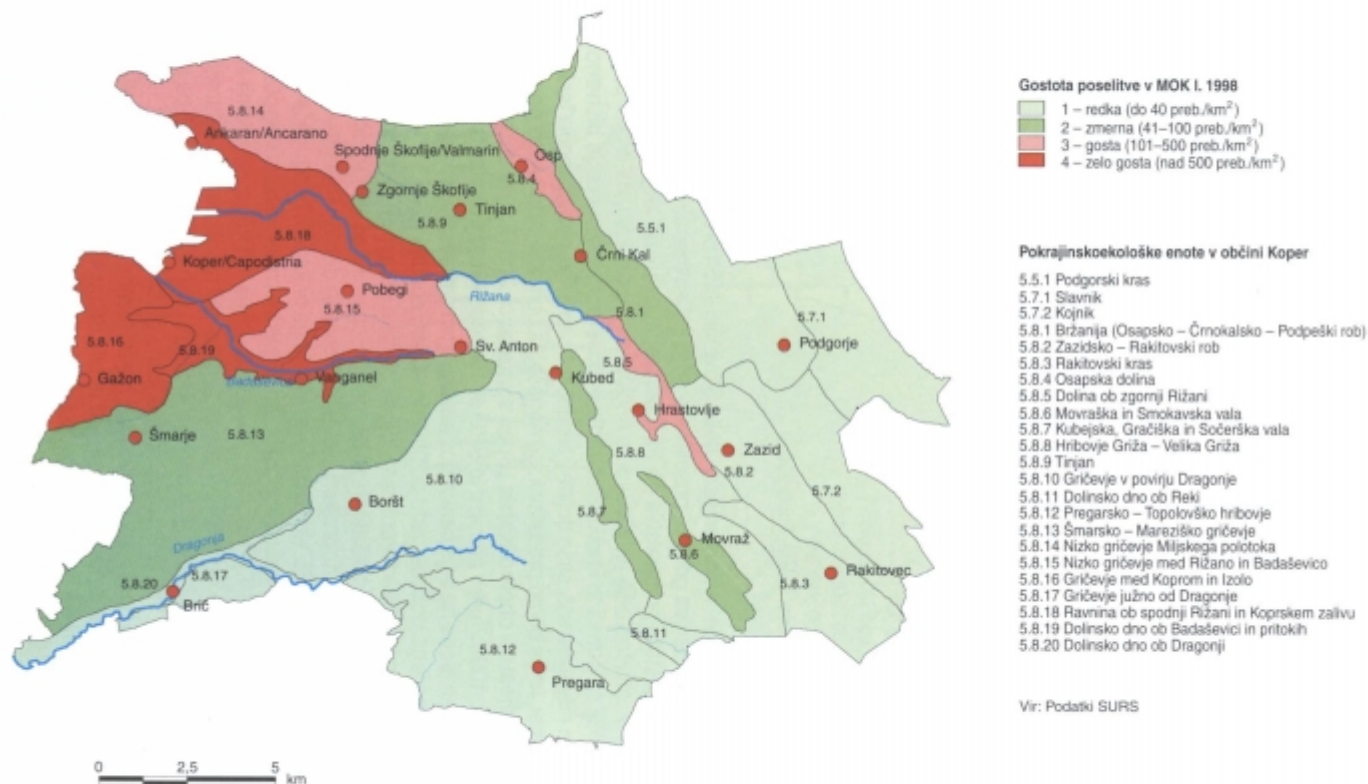 5.8.14
Ankaran/Ancarano
Spodnje Škofije/Valmarin
Osp
5.8.4
Zgornje Škofije
Tinjan
5.8.9
5.5.1
5.8.18
Črni Kal
Koper/Capodistria
Pobegi
Rižana
5.8.15
5.8.1
5.7.1
Podgorje
5.8.16
5.8.19
Sv. Anton
5.8.5
Kubed
Gažon
Badaševica
Vanganel
Hrastovlje
Šmarje
5.8.13
5.8.8
Zazid
5.8.2
5.8.10
5.7.2
Boršt
5.8.7
Dragonja
Movraž
5.8.6
5.8.20
5.8.17
5.8.3
Rakitovec
Brič
5.8.11
5.8.12
Pregara
0 2,5 5 km
Gostota poselitve v MOK l. 1998
1 – redka (do 40 preb./km²)
2 – zmerna (41–100 preb./km²)
3 – gosta (101–500 preb./km²)
4 – zelo gosta (nad 500 preb./km²)
Pokrajinskoekološke enote v občini Koper
5.5.1 Podgorski kras
5.7.1 Slavnik
5.7.2 Kojnik
5.8.1 Bržanija (Osapsko – Črnokalsko – Podpeški rob)
5.8.2 Zazidsko – Rakitovski rob
5.8.3 Rakitovski kras
5.8.4 Osapska dolina
5.8.5 Dolina ob zgornji Rižani
5.8.6 Movraška in Smokavska vala
5.8.7 Kubejska, Gračiška in Sočerška vala
5.8.8 Hribovje Griža – Velika Griža
5.8.9 Tinjan
5.8.10 Gričevje v povirju Dragonje
5.8.11 Dolinsko dno ob Reki
5.8.12 Pregarsko – Topolovško hribovje
5.8.13 Šmarsko – Marezisko gričevje
5.8.14 Nizko gričevje Miljskega polotoka
5.8.15 Nizko gričevje med Rižano in Badaševico
5.8.16 Gričevje med Koprom in Izolo
5.8.17 Gričevje južno od Dragonje
5.8.18 Ravnina ob spodnji Rižani in Koprskem zalivu
5.8.19 Dolinsko dno ob Badaševici in pritokih
5.8.20 Dolinsko dno ob Dragonji
Vir: Podatki SURS